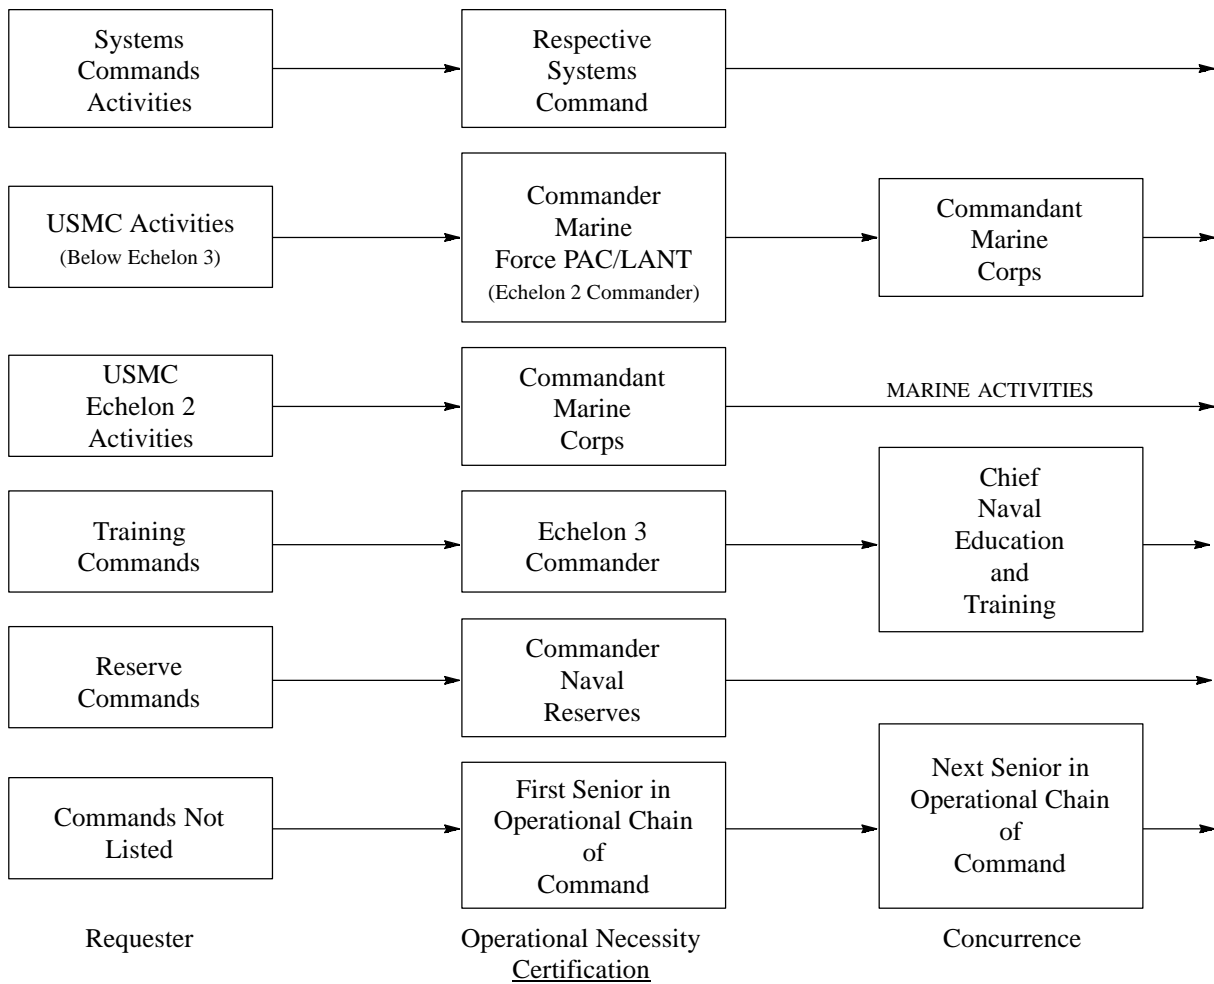 Systems
Commands
Activities
Respective
Systems
Command
USMC Activities
(Below Echelon 3)
Commander
Marine
Force PAC/LANT
(Echelon 2 Commander)
Commandant
Marine
Corps
USMC
Echelon 2
Activities
Commandant
Marine
Corps
MARINE ACTIVITIES
Training
Commands
Echelon 3
Commander
Chief
Naval
Education
and
Training
Reserve
Commands
Commander
Naval
Reserves
Commands Not
Listed
First Senior in
Operational Chain
of
Command
Next Senior in
Operational Chain
of
Command
Requester
Operational Necessity
Certification
Concurrence